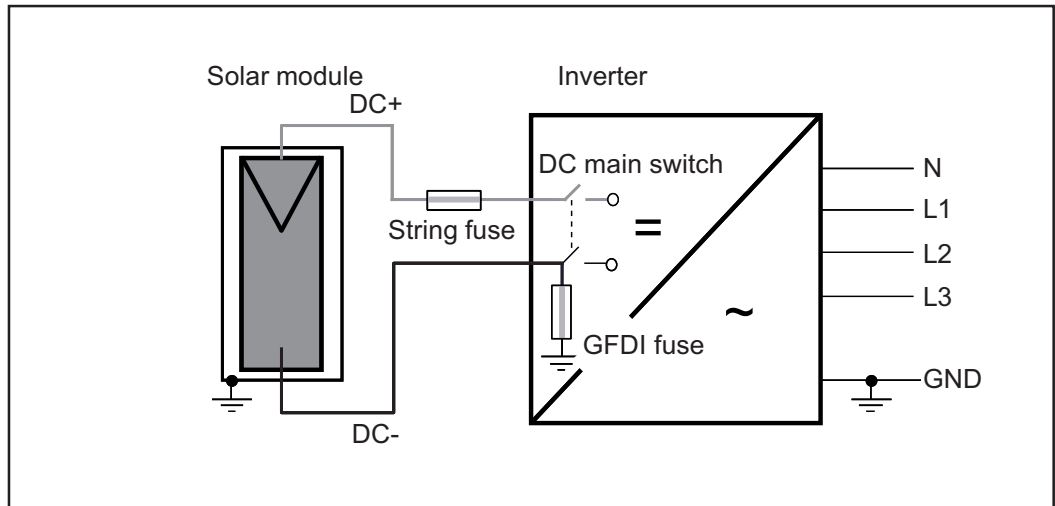 Solar module
Inverter
DC+
DC main switch
N
L1
String fuse
=
L2
L3
~
GFDI fuse
GND
DC-